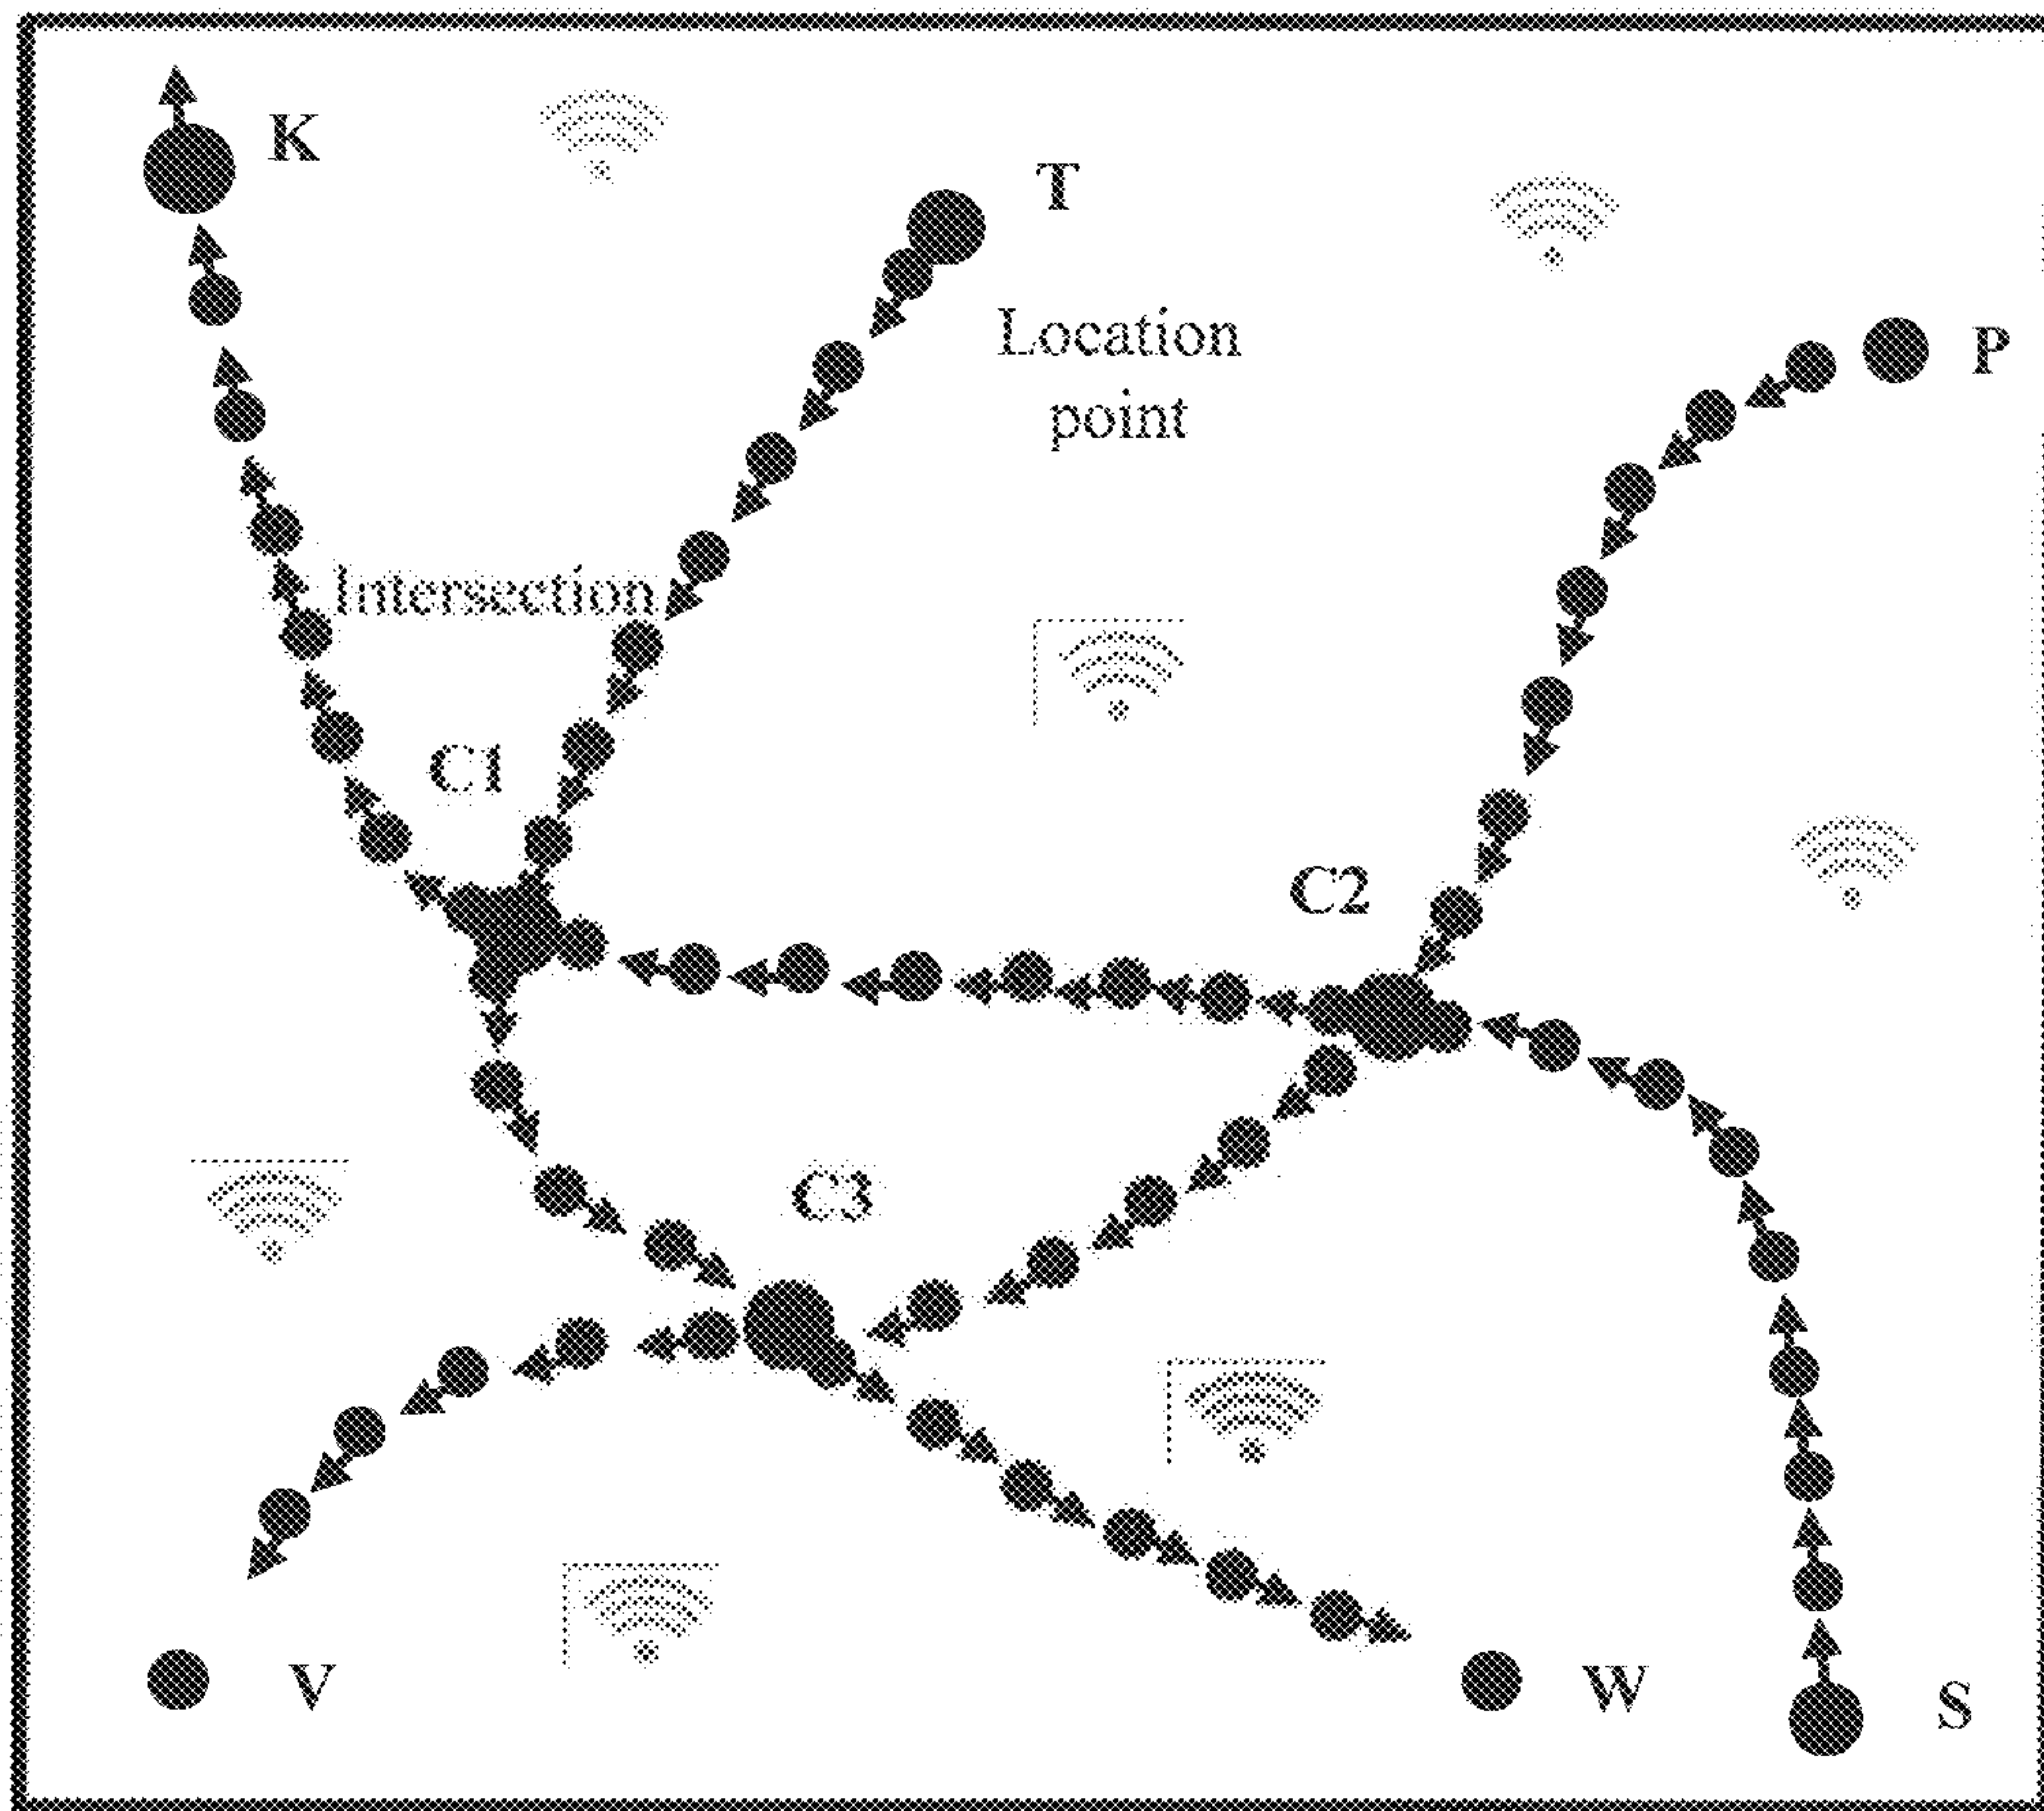 K
T
Location
point
P
Intersection
C1
C2
C3
V
W
S